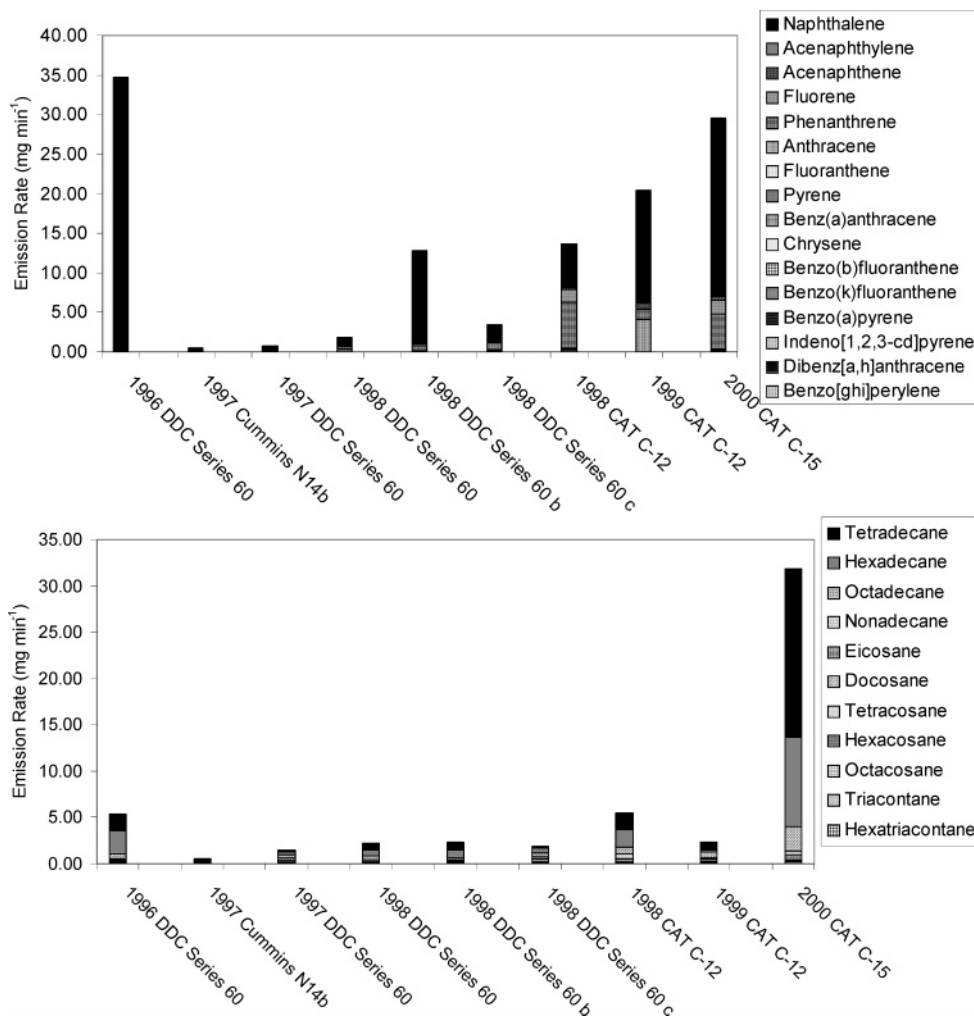 40.00
35.00
30.00
25.00
20.00
15.00
10.00
5.00
0.00
Emission Rate (mg min-1)
1996 DDC Series 60
1997 Cummins N14b
1997 DDC Series 60
1998 DDC Series 60
1998 DDC Series 60 b
1998 DDC Series 60 c
1998 CAT C-12
1999 CAT C-12
2000 CAT C-15
Naphthalene
Acenaphthylene
Acenaphthene
Fluorene
Phenanthrene
Anthracene
Fluoranthene
Pyrene
Benz(a)anthracene
Chrysene
Benzo(b)fluoranthene
Benzo(k)fluoranthene
Benzo(a)pyrene
Indeno[1,2,3-cd]pyrene
Dibenz[a,h]anthracene
Benzo[ghi]perylene
35.00
30.00
25.00
20.00
15.00
10.00
5.00
0.00
Emission Rate (mg min-1)
1996 DDC Series 60
1997 Cummins N14b
1997 DDC Series 60
1998 DDC Series 60
1998 DDC Series 60 b
1998 DDC Series 60 c
1998 CAT C-12
1999 CAT C-12
2000 CAT C-15
Tetradecane
Hexadecane
Octadecane
Nonadecane
Eicosane
Docosane
Tetracosane
Hexacosane
Octacosane
Triacontane
Hexatriacontane